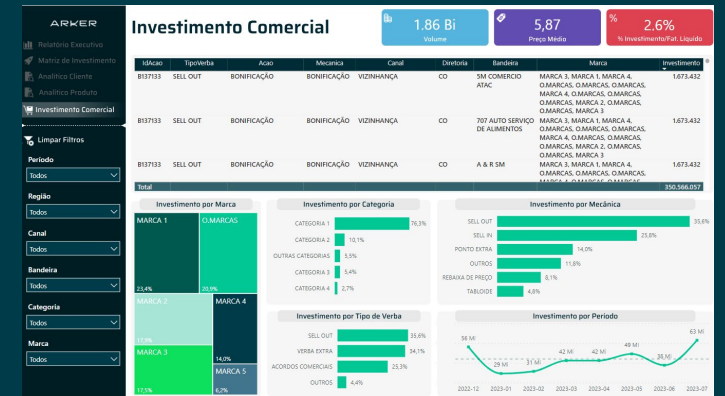 ARKER
Relatório Executivo
Matriz de Investimento
Analítico Cliente
Analítico Produto
Investimento Comercial
Limpar Filtros
Período
Todos
Região
Todos
Canal
Todos
Bandeira
Todos
Categoria
Todos
Marca
Todos
Investimento Comercial
1.86 Bi
Volume
5,87
Preço Médio
%
2.6%
% Investimento/Fat. Líquido
IdAcao TipoVerba Acao Mecanica Canal Diretoria Bandeira Marca Investimento
B137133 SELL OUT BONIFICAÇÃO BONIFICAÇÃO VIZINHANÇA CO 5M COMERCIO MARCA 3, MARCA 1, MARCA 4, 1.673.432
ATAC O.MARCAS, O.MARCAS, O.MARCAS,
MARCA 4, O.MARCAS, O.MARCAS,
O.MARCAS, MARCA 2, O.MARCAS,
O.MARCAS, MARCA 3
B137133 SELL OUT BONIFICAÇÃO BONIFICAÇÃO VIZINHANÇA CO 707 AUTO SERVIÇO MARCA 3, MARCA 1, MARCA 4, 1.673.432
DE ALIMENTOS O.MARCAS, O.MARCAS, O.MARCAS,
MARCA 4, O.MARCAS, O.MARCAS,
O.MARCAS, MARCA 2, O.MARCAS,
O.MARCAS, MARCA 3
B137133 SELL OUT BONIFICAÇÃO BONIFICAÇÃO VIZINHANÇA CO A & R SM MARCA 3, MARCA 1, MARCA 4, 1.673.432
O.MARCAS, O.MARCAS, O.MARCAS,
MARCA 4, O.MARCAS, O.MARCAS,
Total 350.566.057
Investimento por Marca
MARCA 1
23,4%
O.MARCAS
20,9%
MARCA 2
MARCA 3
17,5%
MARCA 4
14,0%
MARCA 5
6,2%
Investimento por Categoria
CATEGORIA 1 76,3%
CATEGORIA 2 10,1%
OUTRAS CATEGORIAS 5,5%
CATEGORIA 3 5,4%
CATEGORIA 4 2,7%
Investimento por Tipo de Verba
SELL OUT 35,6%
VERBA EXTRA 34,1%
ACORDOS COMERCIAIS 25,3%
OUTROS 4,4%
Investimento por Mecânica
SELL OUT 35,6%
SELL IN 25,8%
PONTO EXTRA 14,0%
OUTROS 11,8%
REBAIXA DE PREÇO 8,1%
TABLOIDE 4,8%
Investimento por Período
56 Mi 29 Mi 31 Mi 42 Mi 42 Mi 49 Mi 38 Mi 63 Mi
2022-12 2023-01 2023-02 2023-03 2023-04 2023-05 2023-06 2023-07